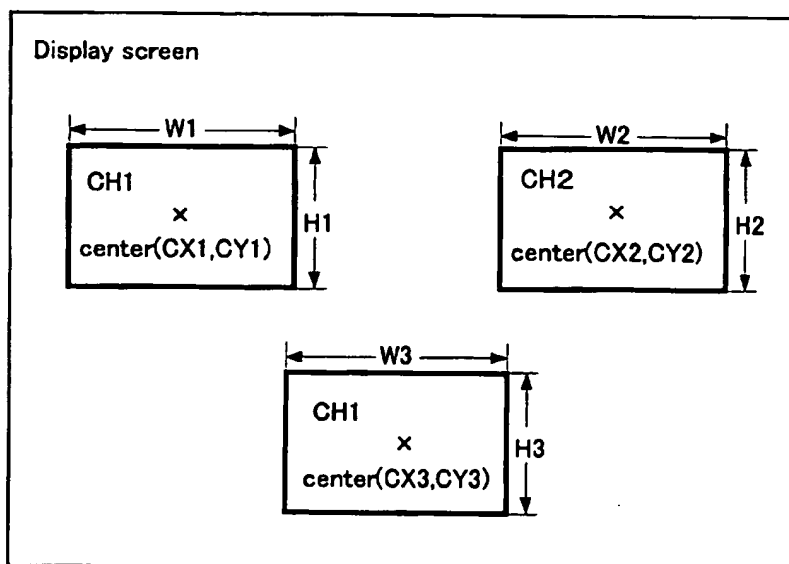 Display screen
W1
W2
CH1
CH2
×
×
H1
H2
center(CX1,CY1)
center(CX2,CY2)
W3
CH1
×
H3
center(CX3,CY3)